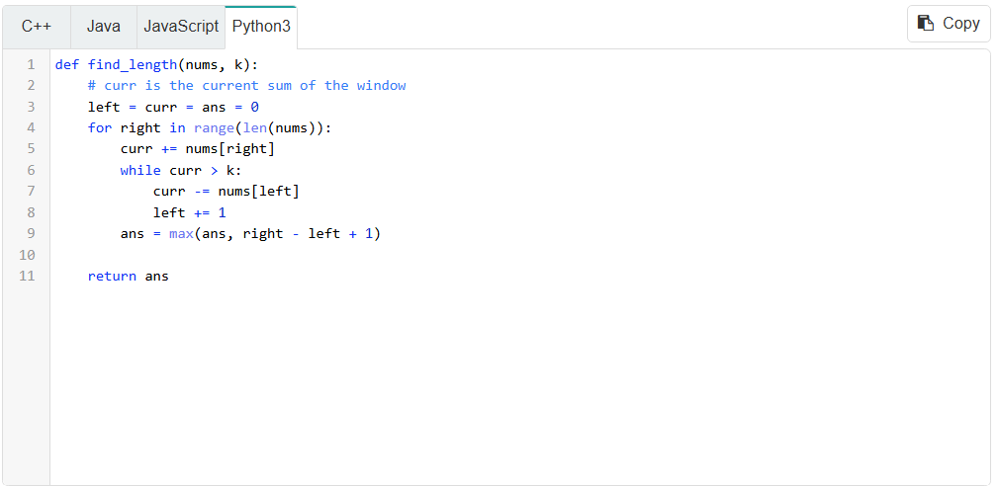 C++ Java JavaScript Python3 Copy
1 def find_length(nums, k):
2     # curr is the current sum of the window
3     left = curr = ans = 0
4     for right in range(len(nums)):
5         curr += nums[right]
6         while curr > k:
7             curr -= nums[left]
8             left += 1
9         ans = max(ans, right - left + 1)
10
11     return ans